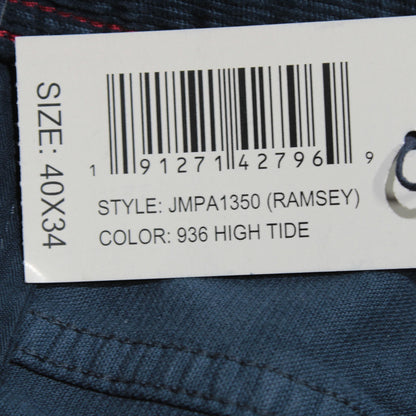 SIZE: 40X34
1 91271 42796 9
STYLE: JMPA1350 (RAMSEY)
COLOR: 936 HIGH TIDE